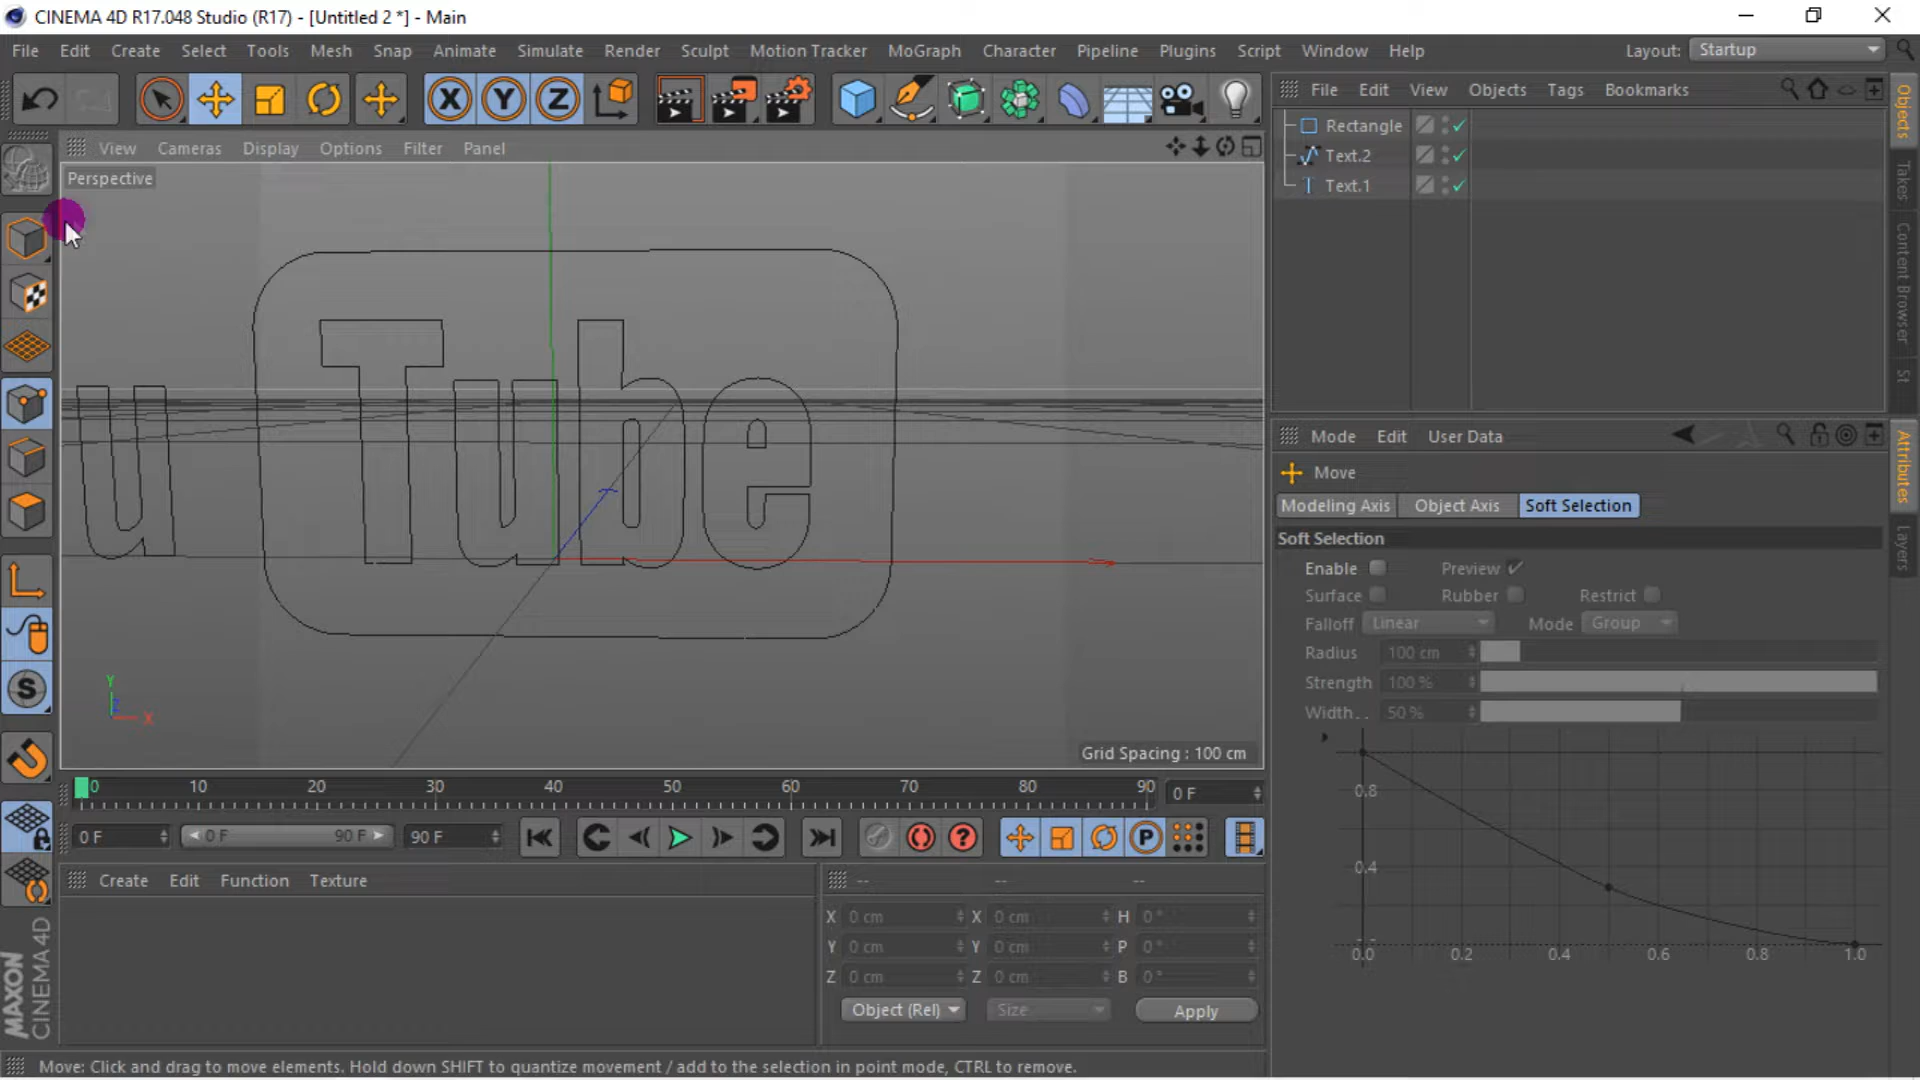 CINEMA 4D R17.048 Studio (R17) - [Untitled 2 *] - Main
File Edit Create Select Tools Mesh Snap Animate Simulate Render Sculpt Motion Tracker MoGraph Character Pipeline Plugins Script Window Help Layout: Startup
X Y Z
File Edit View Objects Tags Bookmarks
View Cameras Display Options Filter Panel
Perspective
Rectangle
Text.2
Text.1
Objects
Takes
Content Browser
St
u Tube
Y
Z
X
Grid Spacing : 100 cm
S
Mode Edit User Data
Move
Modeling Axis Object Axis Soft Selection
Soft Selection
Enable Preview
Surface Rubber Restrict
Falloff Linear Mode Group
Radius 100 cm
Strength 100 %
Width. . 50 %
0.8
0.4
0.0 0.2 0.4 0.6 0.8 1.0
Attributes
Layers
0 10 20 30 40 50 60 70 80 90 0 F
0 F 0 F 90 F 90 F
? P
Create Edit Function Texture
-- -- --
X 0 cm X 0 cm H 0 °
Y 0 cm Y 0 cm P 0 °
Z 0 cm Z 0 cm B 0 °
Object (Rel) Size Apply
MAXON
CINEMA 4D
Move: Click and drag to move elements. Hold down SHIFT to quantize movement / add to the selection in point mode, CTRL to remove.